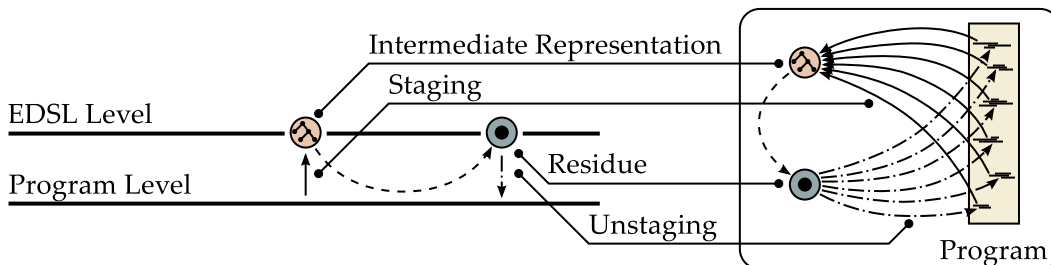 Intermediate Representation
Staging
EDSL Level
Residue
Program Level
Unstaging
Program